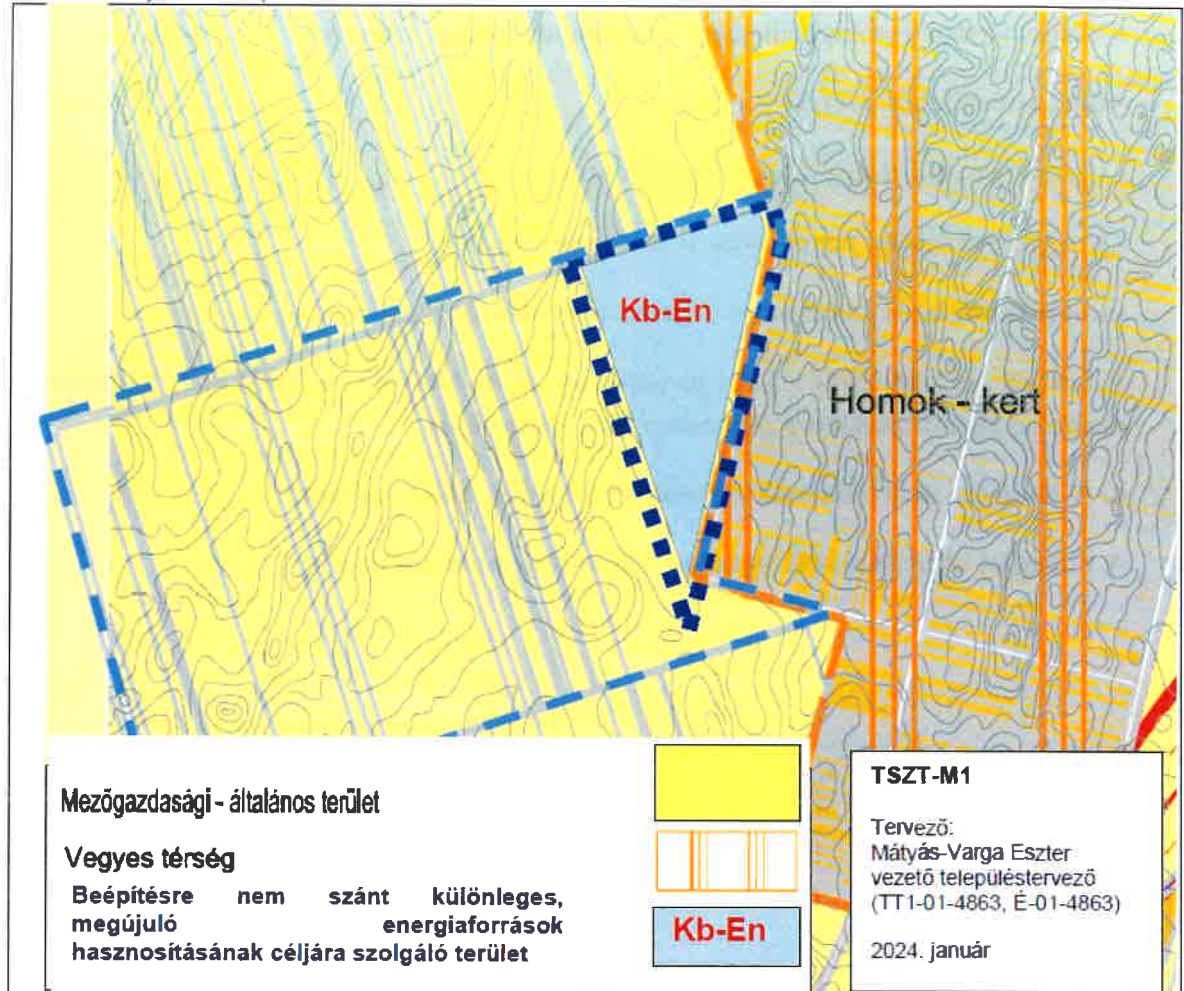 Kb-En
Homok - kert
Mezőgazdasági - általános terület
Vegyes térség
Beépítésre nem szánt különleges,
megújuló energiaforrások
hasznosításának céljára szolgáló terület
Kb-En
TSZT-M1
Tervező:
Mátyás-Varga Eszter
vezető településtervező
(TT1-01-4863, É-01-4863)
2024. január